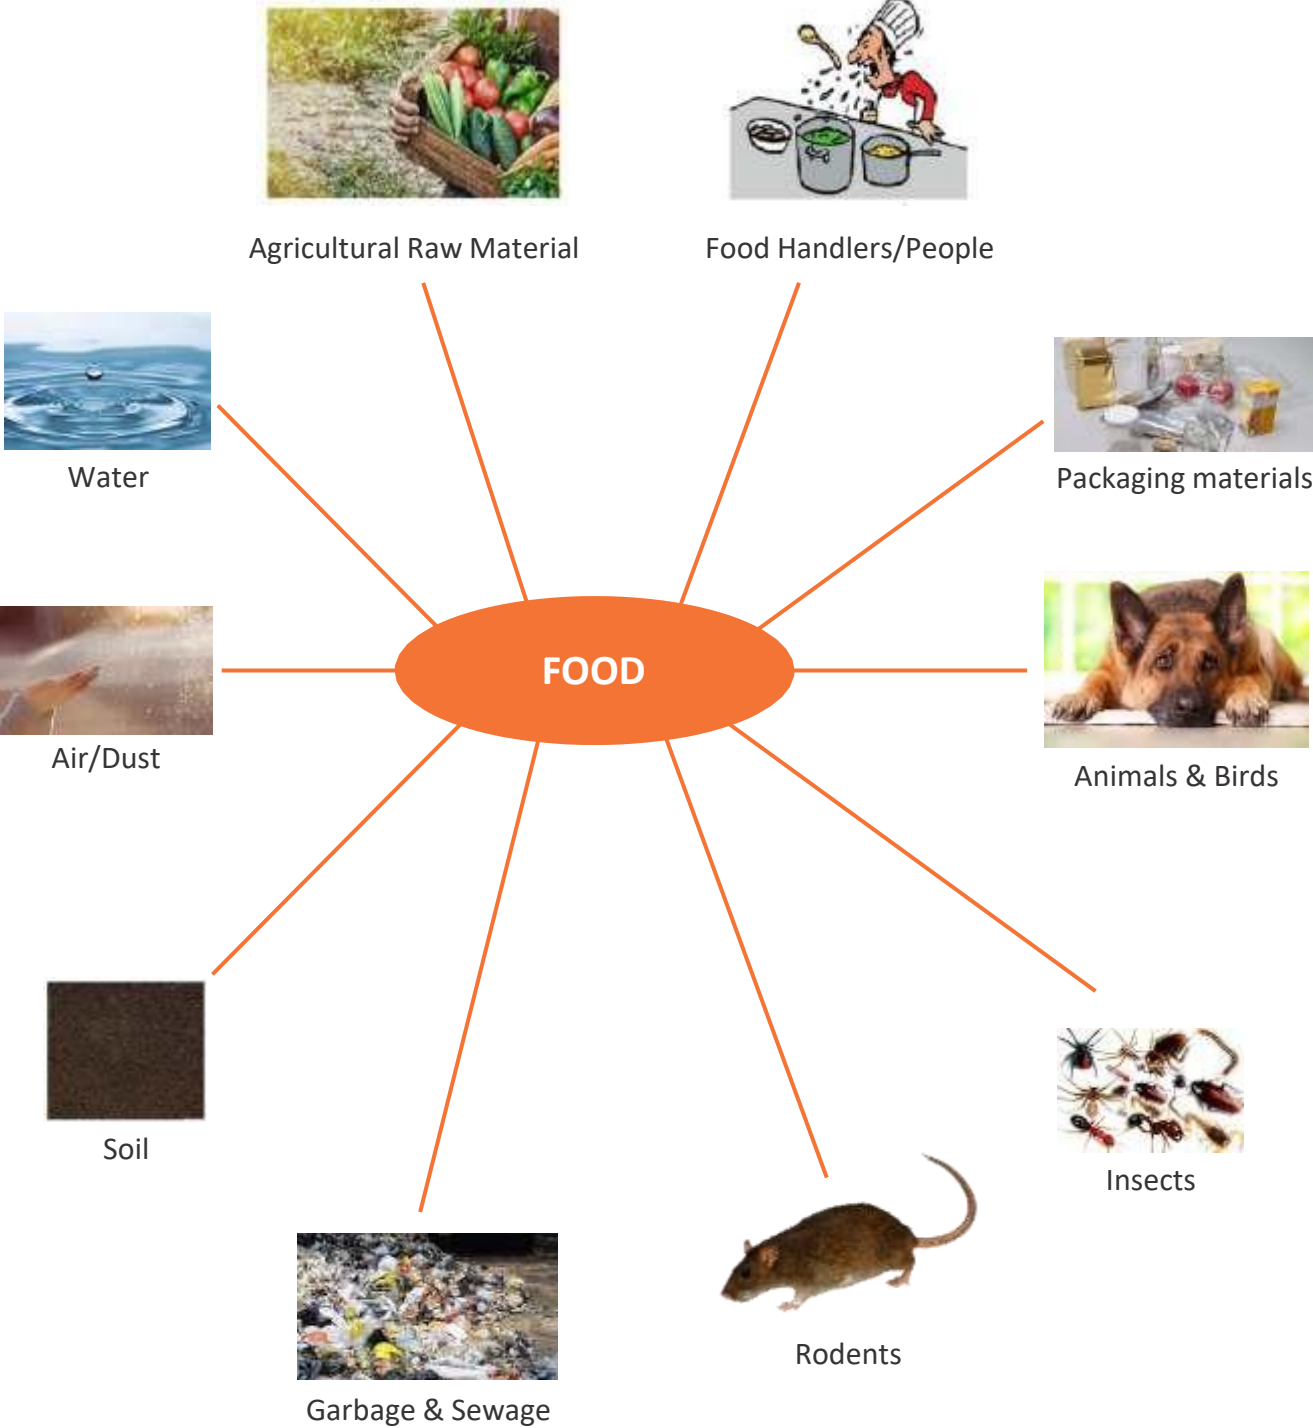 Agricultural Raw Material
Food Handlers/People
Water
Packaging materials
FOOD
Air/Dust
Animals & Birds
Soil
Insects
Rodents
Garbage & Sewage